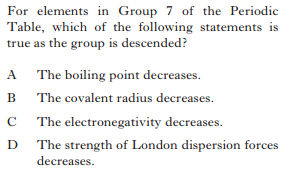 For elements in Group 7 of the Periodic
Table, which of the following statements is
true as the group is descended?
A The boiling point decreases.
B The covalent radius decreases.
C The electronegativity decreases.
D The strength of London dispersion forces
decreases.